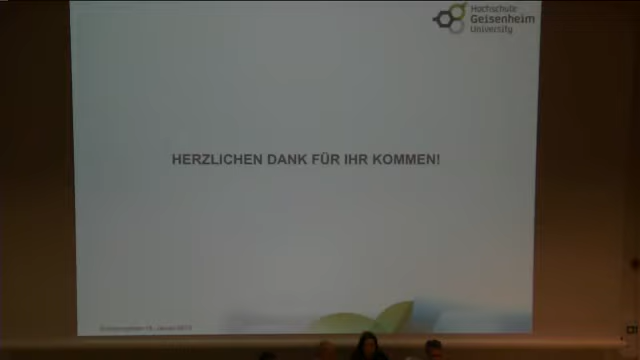 Hochschule
Geisenheim
University
HERZLICHEN DANK FÜR IHR KOMMEN!